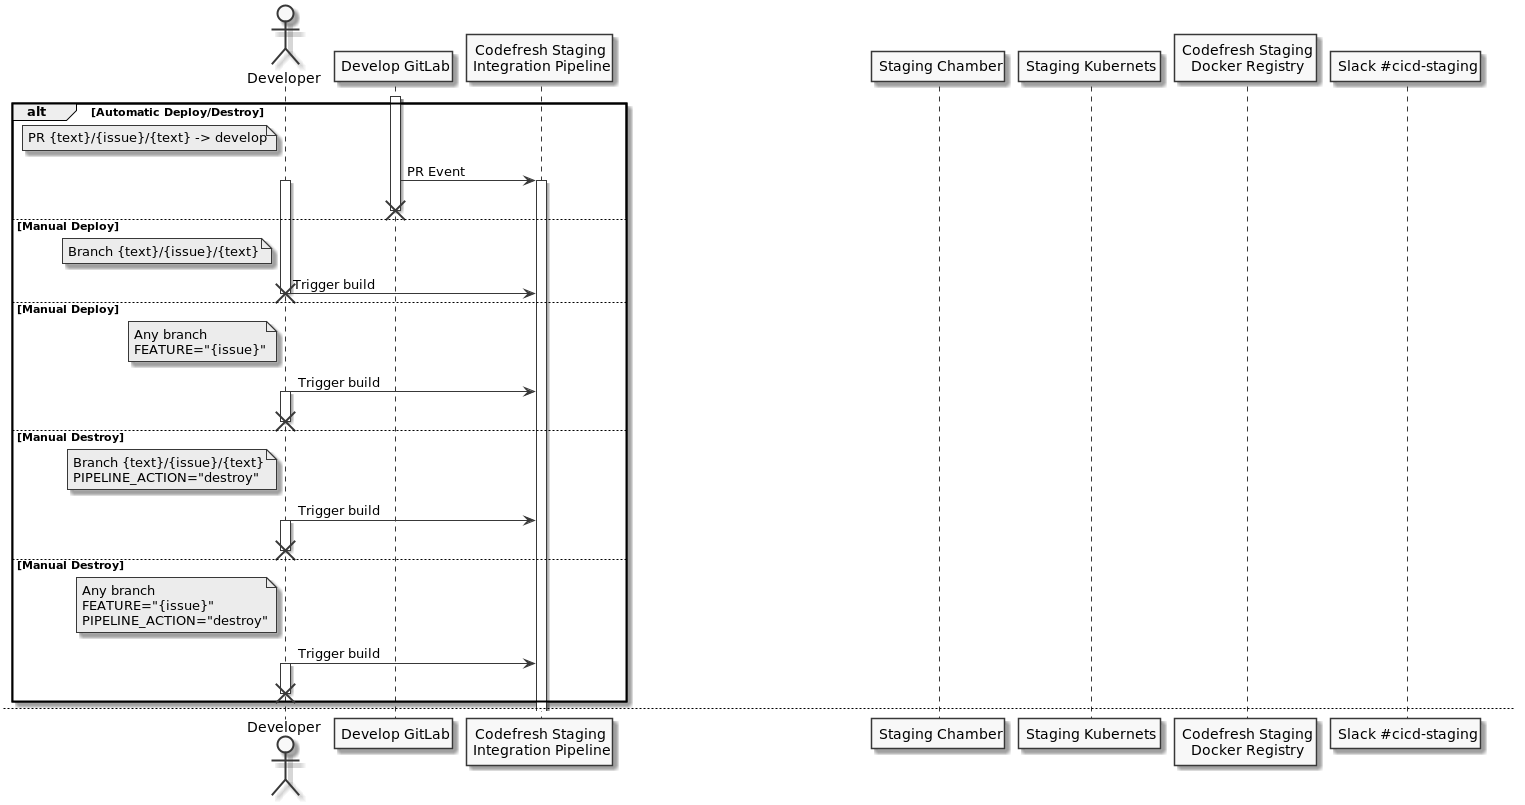 Developer
Develop GitLab
Codefresh Staging
Integration Pipeline
Staging Chamber
Staging Kubernets
Codefresh Staging
Docker Registry
Slack #cicd-staging
alt [Automatic Deploy/Destroy]
PR {text}/{issue}/{text} -> develop
PR Event
[Manual Deploy]
Branch {text}/{issue}/{text}
Trigger build
[Manual Deploy]
Any branch
FEATURE="{issue}"
Trigger build
[Manual Destroy]
Branch {text}/{issue}/{text}
PIPELINE_ACTION="destroy"
Trigger build
[Manual Destroy]
Any branch
FEATURE="{issue}"
PIPELINE_ACTION="destroy"
Trigger build
Developer
Develop GitLab
Codefresh Staging
Integration Pipeline
Staging Chamber
Staging Kubernets
Codefresh Staging
Docker Registry
Slack #cicd-staging